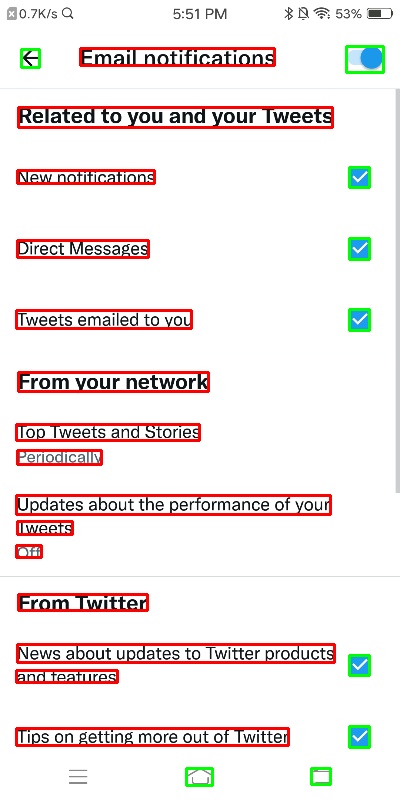 0.7K/s 5:51 PM 53%
Email notifications
Related to you and your Tweets
New notifications
Direct Messages
Tweets emailed to you
From your network
Top Tweets and Stories
Periodically
Updates about the performance of your
Tweets
Off
From Twitter
News about updates to Twitter products
and features
Tips on getting more out of Twitter